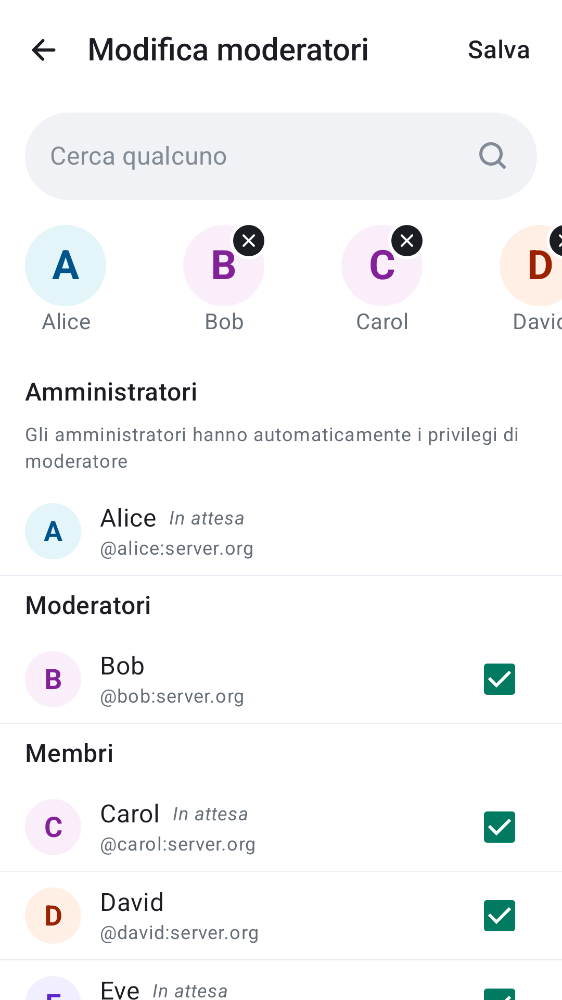 Modifica moderatori
Salva
Cerca qualcuno
A
B
C
D
Alice
Bob
Carol
David
Amministratori
Gli amministratori hanno automaticamente i privilegi di
moderatore
A
Alice In attesa
@alice:server.org
Moderatori
B
Bob
@bob:server.org
Membri
C
Carol In attesa
@carol:server.org
D
David
@david:server.org
E
Eve In attesa